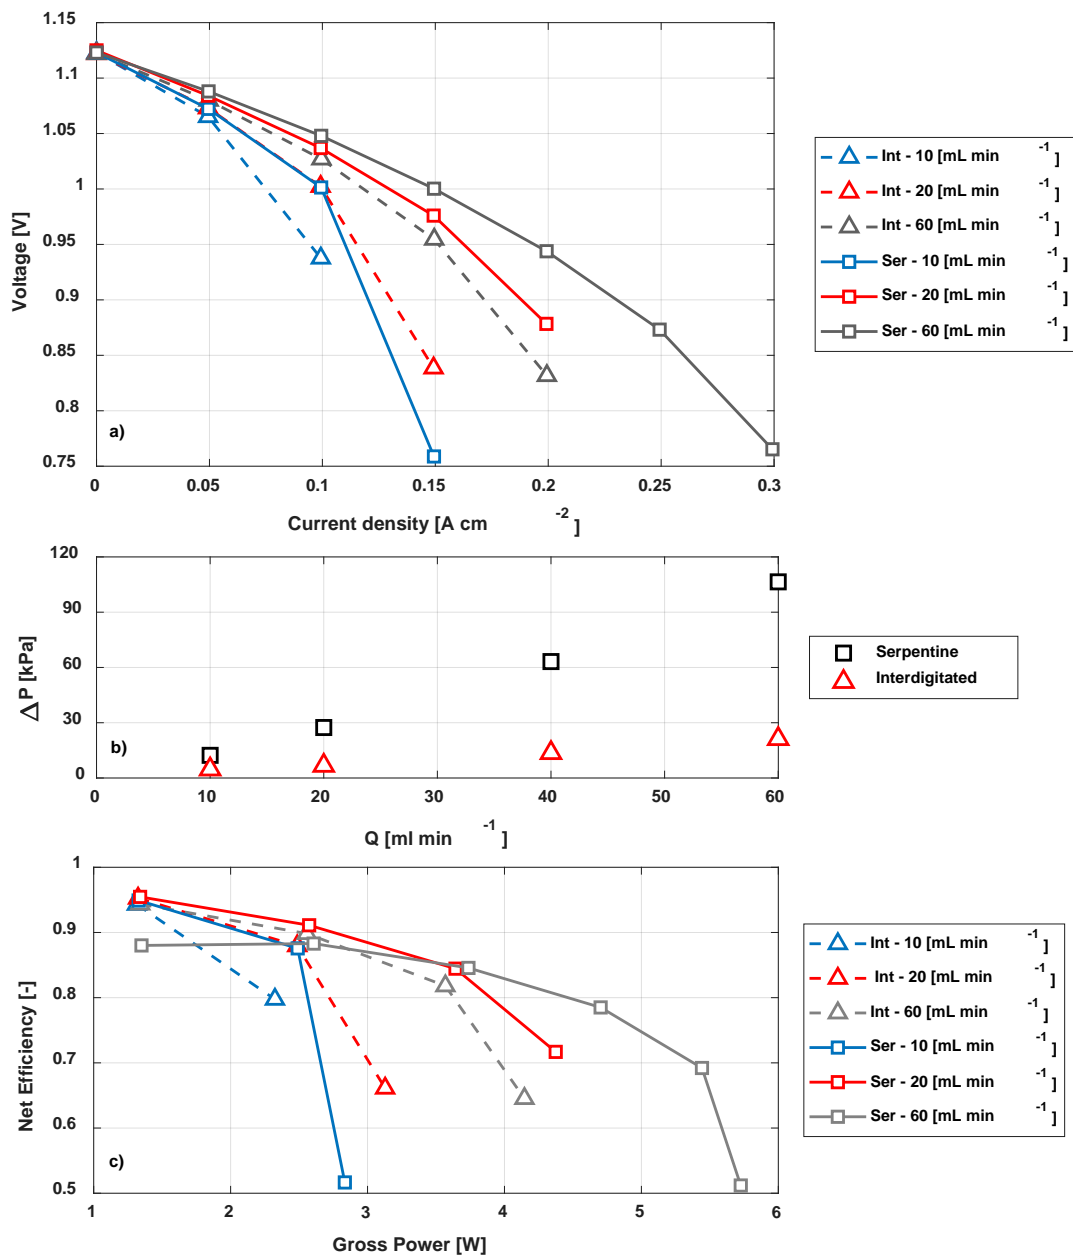 1.15
1.1
1.05
1
0.95
0.9
0.85
0.8
0.75
Voltage [V]
a)
0 0.05 0.1 0.15 0.2 0.25 0.3
Current density [A cm -2 ]
Int - 10 [mL min -1 ]
Int - 20 [mL min -1 ]
Int - 60 [mL min -1 ]
Ser - 10 [mL min -1 ]
Ser - 20 [mL min -1 ]
Ser - 60 [mL min -1 ]
120
90
60
30
0
ΔP [kPa]
b)
0 10 20 30 40 50 60
Q [ml min -1 ]
Serpentine
Interdigitated
1
0.9
0.8
0.7
0.6
0.5
Net Efficiency [-]
c)
1 2 3 4 5 6
Gross Power [W]
Int - 10 [mL min -1 ]
Int - 20 [mL min -1 ]
Int - 60 [mL min -1 ]
Ser - 10 [mL min -1 ]
Ser - 20 [mL min -1 ]
Ser - 60 [mL min -1 ]